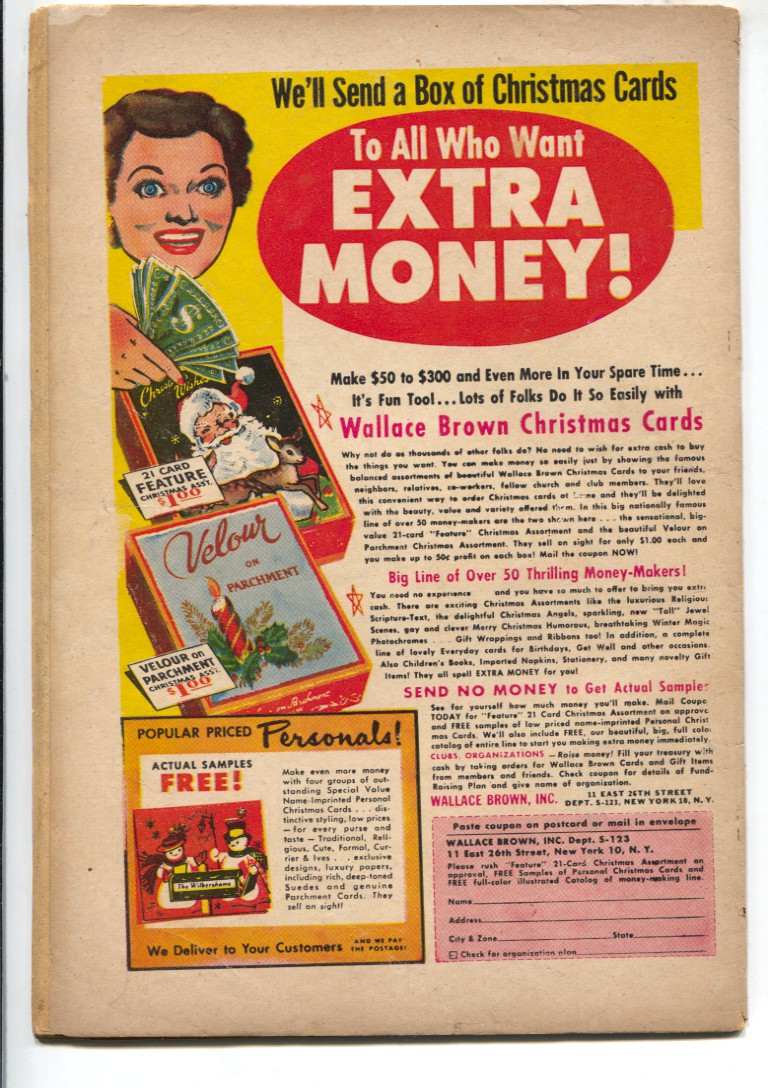 We'll Send a Box of Christmas Cards
To All Who Want
EXTRA
MONEY!
Make $50 to $300 and Even More In Your Spare Time...
It's Fun Too!...Lots of Folks Do It So Easily with
Wallace Brown Christmas Cards
Why not do as thousands of other folks do? No need to wish for extra cash to buy
the things you want. You can make money so easily just by showing the famous
balanced assortments of beautiful Wallace Brown Christmas Cards to your friends,
neighbors, relatives, co-workers, fellow church and club members. They'll love
this convenient way to order Christmas cards at and they'll be delighted
with the beauty, value and variety offered them. In this big nationally famous
line of over 50 money-makers are the two shown here . . . the sensational, big-
value 21-card "Feature" Christmas Assortment and the beautiful Velour on
Parchment Christmas Assortment. They sell on sight for only $1.00 each and
you make up to 50¢ profit on each box! Mail the coupon NOW!
Christmas Wishes
21 CARD
FEATURE
CHRISTMAS ASST.
$1.00
Velour
ON
PARCHMENT
VELOUR on
PARCHMENT
CHRISTMAS ASST.
$1.00
Big Line of Over 50 Thrilling Money-Makers!
You need no experience and you have so much to offer to bring you extra
cash. There are exciting Christmas Assortments like the luxurious Religious
Scripture-Text, the delightful Christmas Angels, sparkling, new "Tall" Jewel
Scenes, gay and clever Merry Christmas Humorous, breathtaking Winter Magic
Photochromes . . . Gift Wrappings and Ribbons too! In addition, a complete
line of lovely Everyday cards for Birthdays, Get Well and other occasions.
Also Children's Books, Imported Napkins, Stationery, and many novelty Gift
Items! They all spell EXTRA MONEY for you!
SEND NO MONEY to Get Actual Sample
See for yourself how much money you'll make. Mail Coupo
TODAY for "Feature" 21 Card Christmas Assortment on approva
and FREE samples of low priced name-imprinted Personal Christ
mas Cards. We'll also include FREE, our beautiful, big, full color
catalog of entire line to start you making extra money immediately.
CLUBS, ORGANIZATIONS—Raise money! Fill your treasury with
cash by taking orders for Wallace Brown Cards and Gift Items
from members and friends. Check coupon for details of Fund-
Raising Plan and give name of organization.
WALLACE BROWN, INC. 11 EAST 26TH STREET
DEPT. S-121, NEW YORK 10, N. Y.
POPULAR PRICED Personals!
ACTUAL SAMPLES
FREE!
The Wilkershams
Make even more money
with four groups of out-
standing Special Value
Name-Imprinted Personal
Christmas Cards . . . dis-
tinctive styling, low prices
—for every purse and
taste — Traditional, Reli-
gious, Cute, Formal, Cur-
rier & Ives . . . exclusive
designs, luxury papers,
including rich, deep-toned
Suedes and genuine
Parchment Cards. They
sell on sight!
We Deliver to Your Customers AND WE PAY
THE POSTAGE!
Paste coupon on postcard or mail in envelope
WALLACE BROWN, INC. Dept. S-123
11 East 26th Street, New York 10, N. Y.
Please rush "Feature" 21-Card Christmas Assortment on
approval, FREE Samples of Personal Christmas Cards and
FREE full-color illustrated Catalog of money-making line.
Name
Address
City & Zone State
Check for organization plan